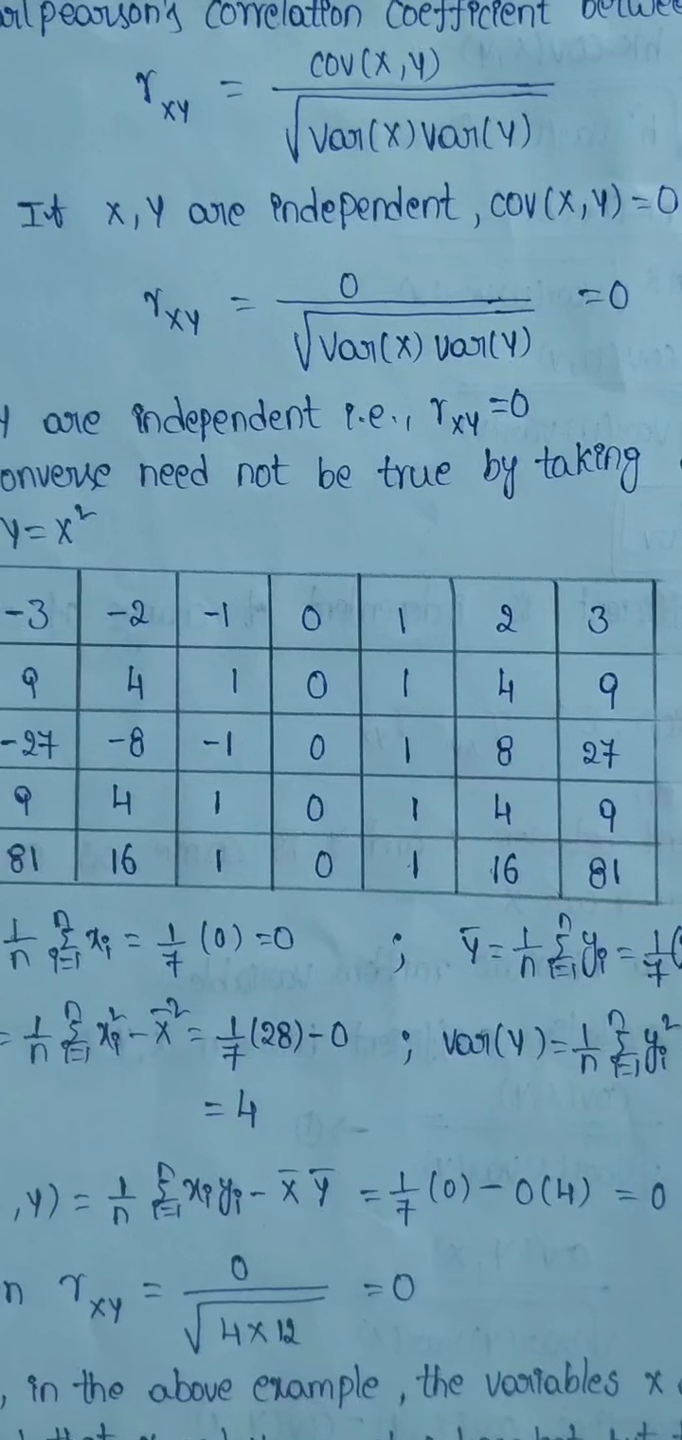 pearson's correlation coefficient
r_XY = cov(X,Y) / √var(X)var(Y)
If X,Y are independent, cov(X,Y)=0
r_XY = 0 / √var(X) var(Y) =0
Y are independent i.e., r_XY=0
converse need not be true by taking
Y=X²
-3 -2 -1 0 1 2 3
9 4 1 0 1 4 9
-27 -8 -1 0 1 8 27
9 4 1 0 1 4 9
81 16 1 0 1 16 81
1/n Σ_{i=1}^{n} x_i = 1/7 (0) =0 ; ȳ = 1/n Σ_{i=1}^{n} y_i = 1/7(
= 1/n Σ_{i=1}^{n} x_i² - x̄² = 1/7(28)-0 ; var(Y)= 1/n Σ_{i=1}^{n} y_i²
= 4
,Y) = 1/n Σ_{i=1}^{n} x_i y_i - x̄ ȳ = 1/7 (0) - 0(4) = 0
n r_XY = 0 / √4×12 =0
, in the above example, the variables x